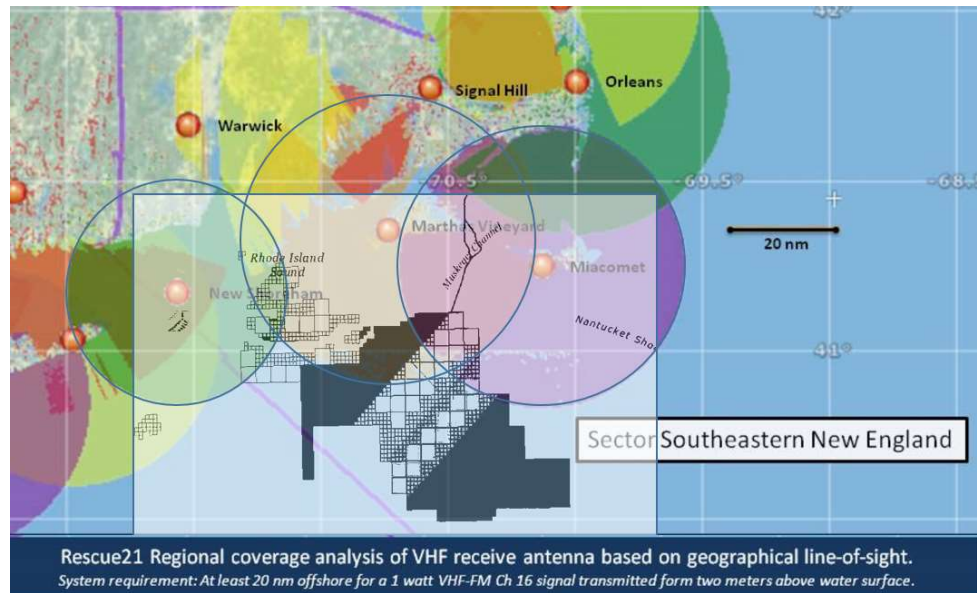 42°
Signal Hill
Orleans
Warwick
-70.5°
-69.5°
-68.5
20 nm
Marthas Vineyard
Muskeget Channel
Rhode Island
Sound
Miacomet
New Shoreham
Nantucket Sho
41°
Sector Southeastern New England
Rescue21 Regional coverage analysis of VHF receive antenna based on geographical line-of-sight.
System requirement: At least 20 nm offshore for a 1 watt VHF-FM Ch 16 signal transmitted form two meters above water surface.